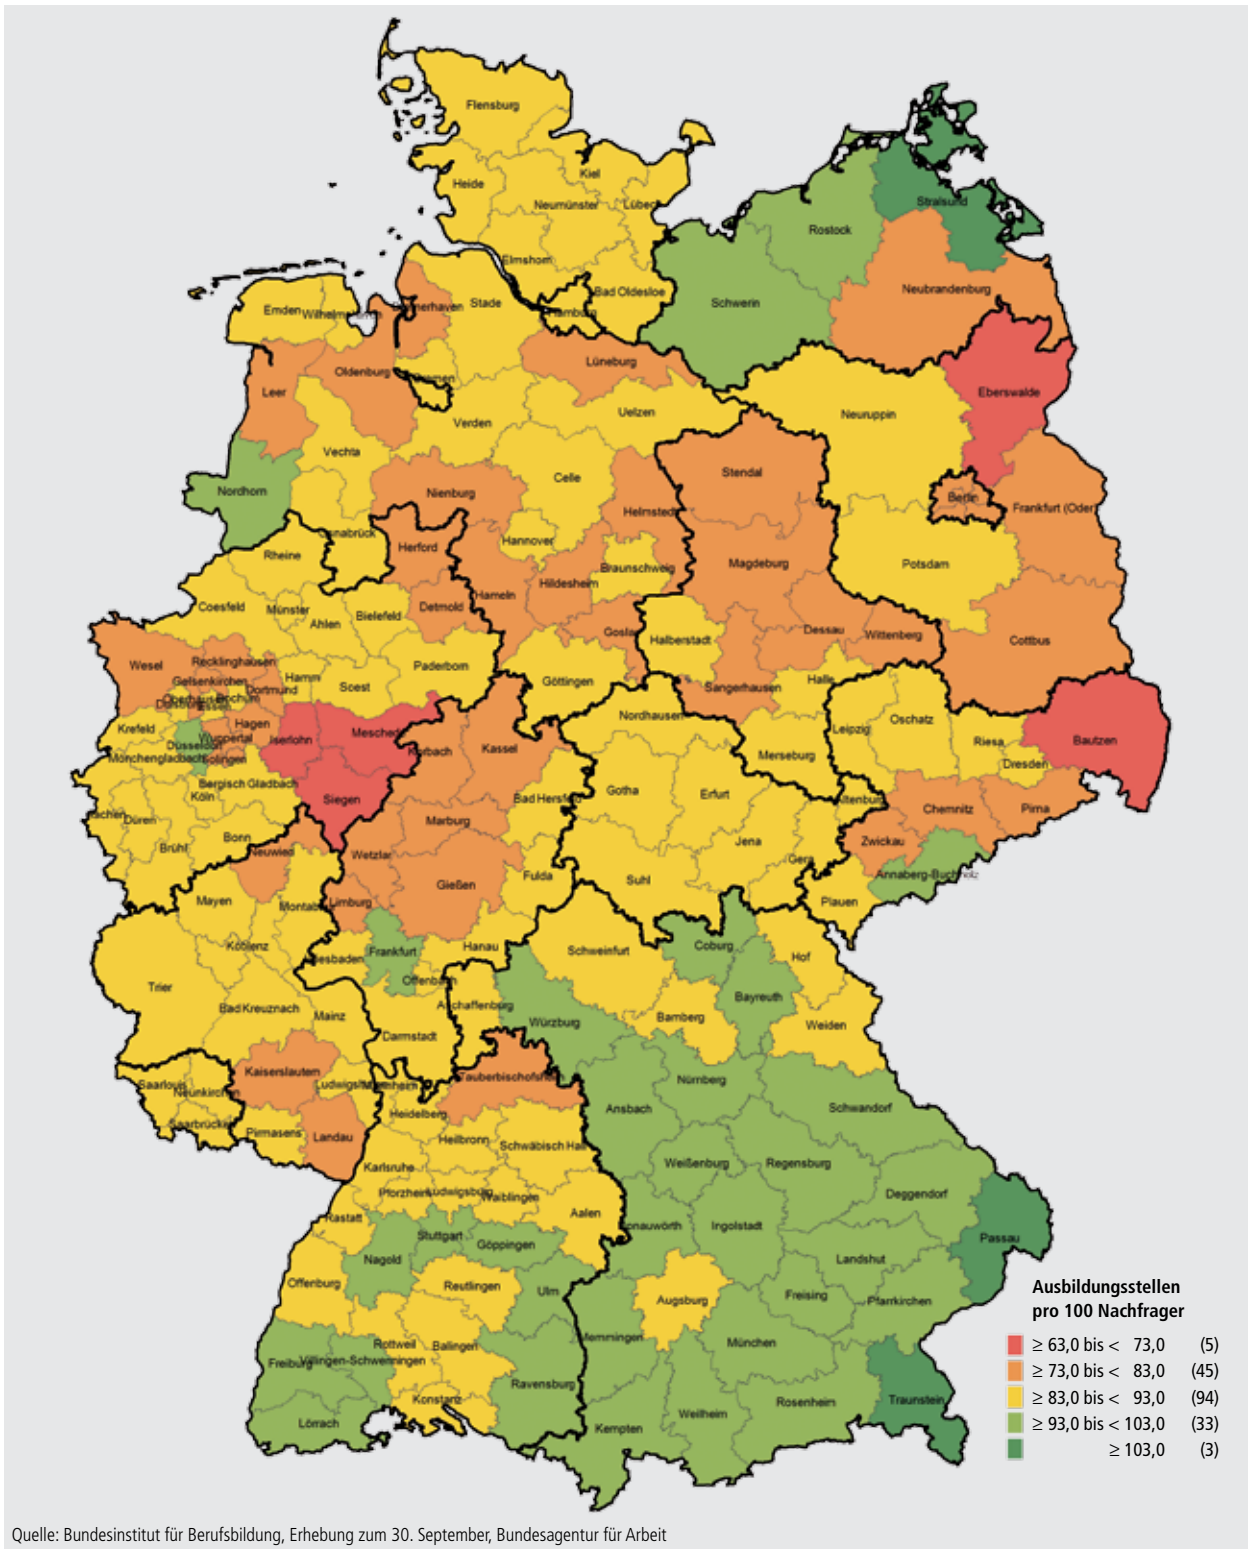 Flensburg
Kiel
Heide
Neumünster
Lübeck
Elmshorn
Bad Oldesloe
Hamburg
Stralsund
Rostock
Schwerin
Neubrandenburg
Emden
Stade
Lüneburg
Oldenburg
Leer
Uelzen
Verden
Vechta
Celle
Nienburg
Nordhorn
Helmstedt
Hannover
Braunschweig
Hildesheim
Hameln
Goslar
Göttingen
Eberswalde
Neuruppin
Berlin
Frankfurt (Oder)
Potsdam
Cottbus
Stendal
Magdeburg
Dessau
Wittenberg
Halberstadt
Halle
Sangerhausen
Merseburg
Rheine
Herford
Coesfeld
Münster
Bielefeld
Ahlen
Detmold
Paderborn
Wesel
Recklinghausen
Gelsenkirchen
Hamm
Soest
Dortmund
Bochum
Essen
Krefeld
Hagen
Wuppertal
Iserlohn
Düsseldorf
Mönchengladbach
Solingen
Bergisch Gladbach
Köln
Siegen
Düren
Bonn
Brühl
Korbach
Kassel
Bad Hersfeld
Marburg
Wetzlar
Gießen
Fulda
Limburg
Frankfurt
Hanau
Offenbach
Darmstadt
Nordhausen
Gotha
Erfurt
Jena
Gera
Suhl
Leipzig
Oschatz
Riesa
Dresden
Bautzen
Chemnitz
Pirna
Zwickau
Annaberg-Buchholz
Plauen
Neuwied
Mayen
Koblenz
Trier
Bad Kreuznach
Mainz
Kaiserslautern
Pirmasens
Landau
Saarlouis
Neunkirchen
Saarbrücken
Schweinfurt
Coburg
Hof
Bayreuth
Aschaffenburg
Würzburg
Bamberg
Weiden
Nürnberg
Ansbach
Schwandorf
Weißenburg
Regensburg
Deggendorf
Ingolstadt
Passau
Landshut
Augsburg
Freising
Pfarrkirchen
München
Memmingen
Rosenheim
Traunstein
Weilheim
Kempten
Tauberbischofsheim
Heidelberg
Heilbronn
Schwäbisch Hall
Karlsruhe
Pforzheim
Ludwigsburg
Waiblingen
Aalen
Rastatt
Stuttgart
Göppingen
Nagold
Offenburg
Reutlingen
Ulm
Rottweil
Balingen
Freiburg
Villingen-Schwenningen
Ravensburg
Konstanz
Lörrach
Ausbildungsstellen
pro 100 Nachfrager
≥ 63,0 bis < 73,0 (5)
≥ 73,0 bis < 83,0 (45)
≥ 83,0 bis < 93,0 (94)
≥ 93,0 bis < 103,0 (33)
≥ 103,0 (3)
Quelle: Bundesinstitut für Berufsbildung, Erhebung zum 30. September, Bundesagentur für Arbeit